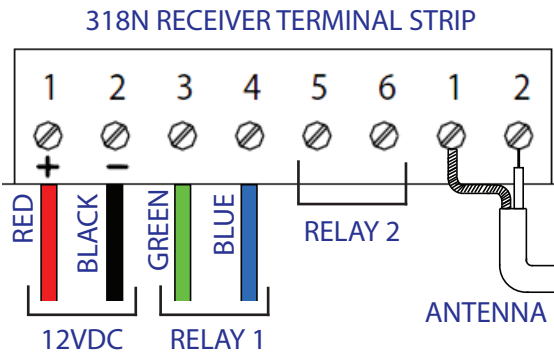 318N RECEIVER TERMINAL STRIP
1 2 3 4 5 6 1 2
+ −
RED BLACK GREEN BLUE
RELAY 2
ANTENNA
12VDC RELAY 1